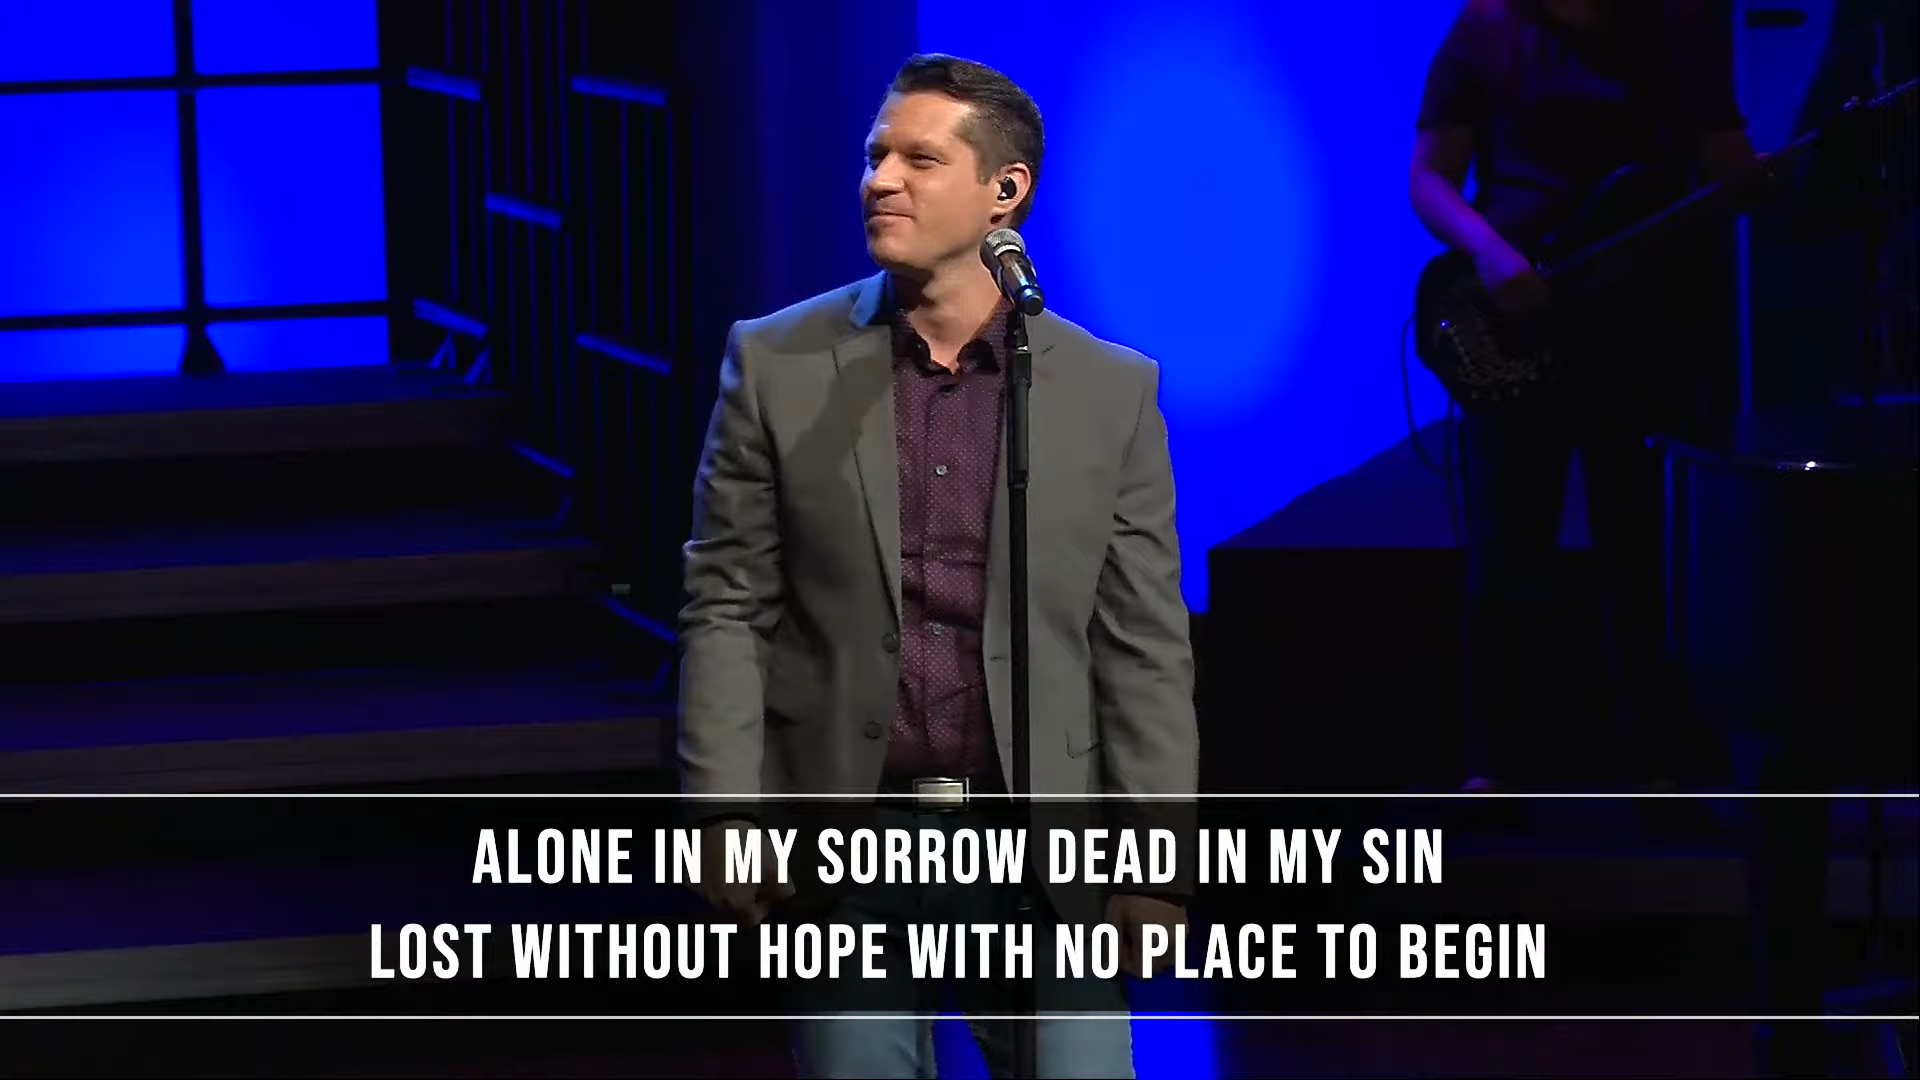 ALONE IN MY SORROW DEAD IN MY SIN
LOST WITHOUT HOPE WITH NO PLACE TO BEGIN